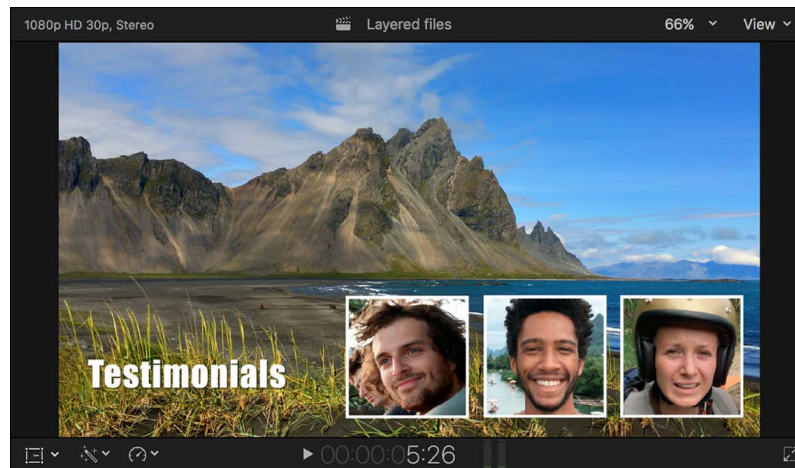 1080p HD 30p, Stereo
Layered files
66%
View
Testimonials
00:00:05:26